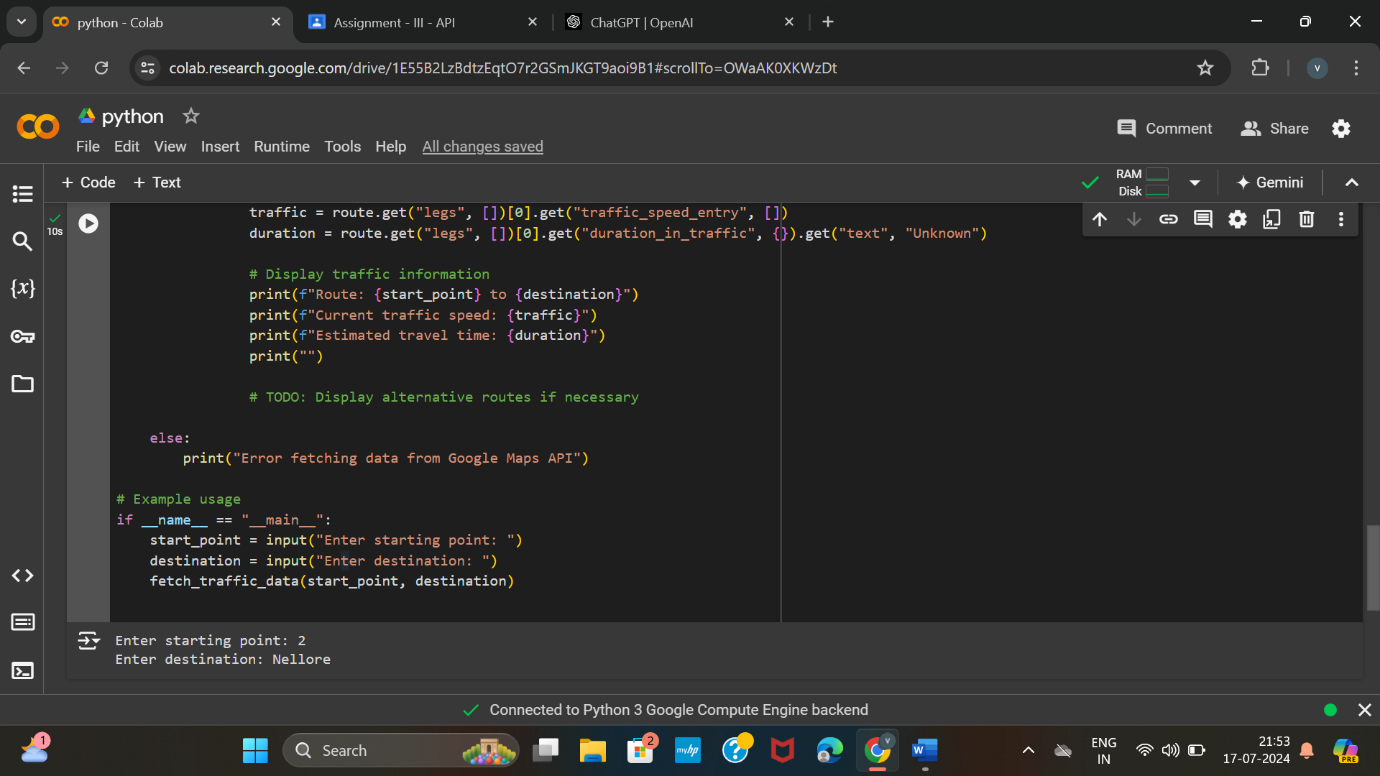 python - Colab
Assignment - III - API
ChatGPT | OpenAI
colab.research.google.com/drive/1E55B2LzBdtzEqtO7r2GSmJKGT9aoi9B1#scrollTo=OWaAK0XKWzDt
V
python
Comment
Share
File Edit View Insert Runtime Tools Help All changes saved
+ Code + Text
RAM
Disk
Gemini
10s
traffic = route.get("legs", [])[0].get("traffic_speed_entry", [])
duration = route.get("legs", [])[0].get("duration_in_traffic", {}).get("text", "Unknown")
# Display traffic information
print(f"Route: {start_point} to {destination}")
print(f"Current traffic speed: {traffic}")
print(f"Estimated travel time: {duration}")
print("")
# TODO: Display alternative routes if necessary
else:
print("Error fetching data from Google Maps API")
# Example usage
if __name__ == "__main__":
start_point = input("Enter starting point: ")
destination = input("Enter destination: ")
fetch_traffic_data(start_point, destination)
Enter starting point: 2
Enter destination: Nellore
Connected to Python 3 Google Compute Engine backend
1
Search
2
myhp
V
W
ENG
IN
21:53
17-07-2024
PRE